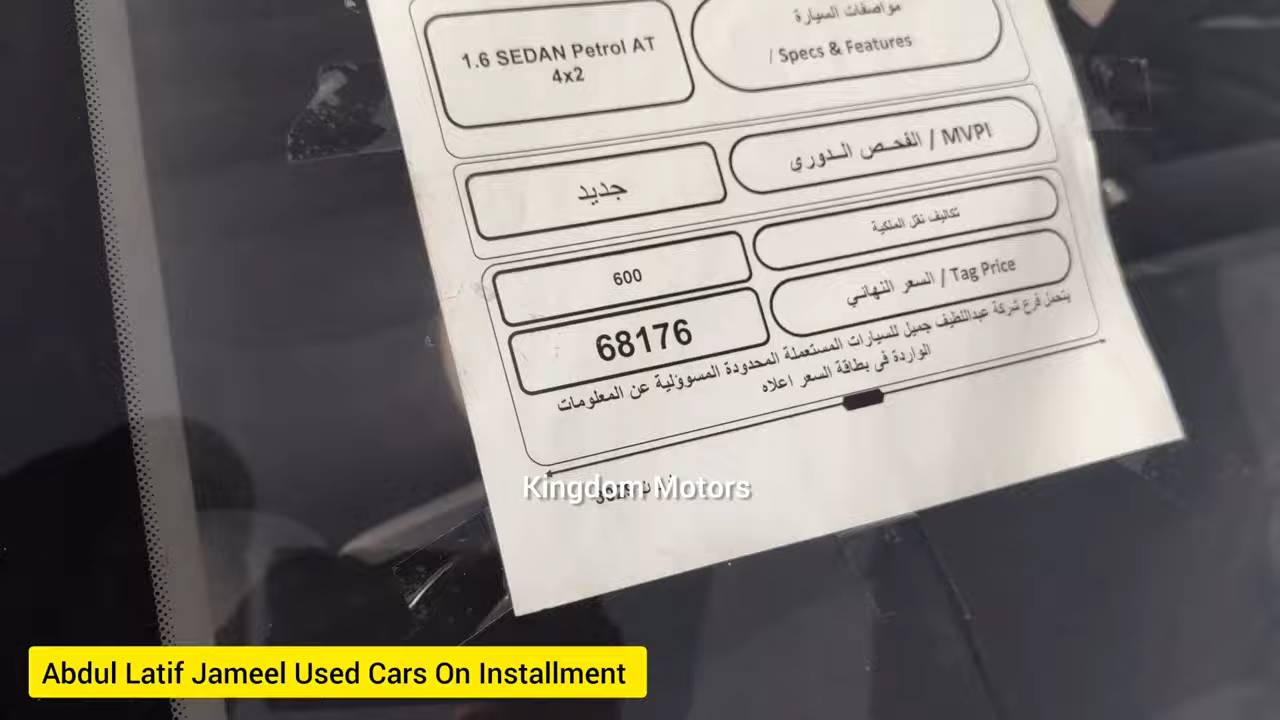 مواصفات السيارة
/ Specs & Features
1.6 SEDAN Petrol AT
4x2
الفحص الدوري / MVPI
جديد
تكاليف نقل الملكية
600
السعر النهائي / Tag Price
68176
يتحمل فرع شركة عبداللطيف جميل للسيارات المستعملة المحدودة المسوؤلية عن المعلومات
الواردة فى بطاقة السعر اعلاه
Kingdom Motors
Abdul Latif Jameel Used Cars On Installment